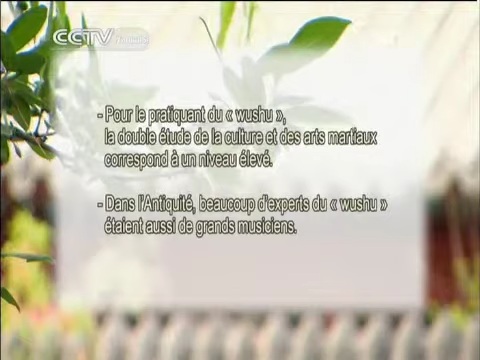 CCTV
- Pour le pratiquant du « wushu »,
la double étude de la culture et des arts martiaux
correspond à un niveau élevé.
- Dans l'Antiquité, beaucoup d'experts du « wushu »
étaient aussi de grands musiciens.